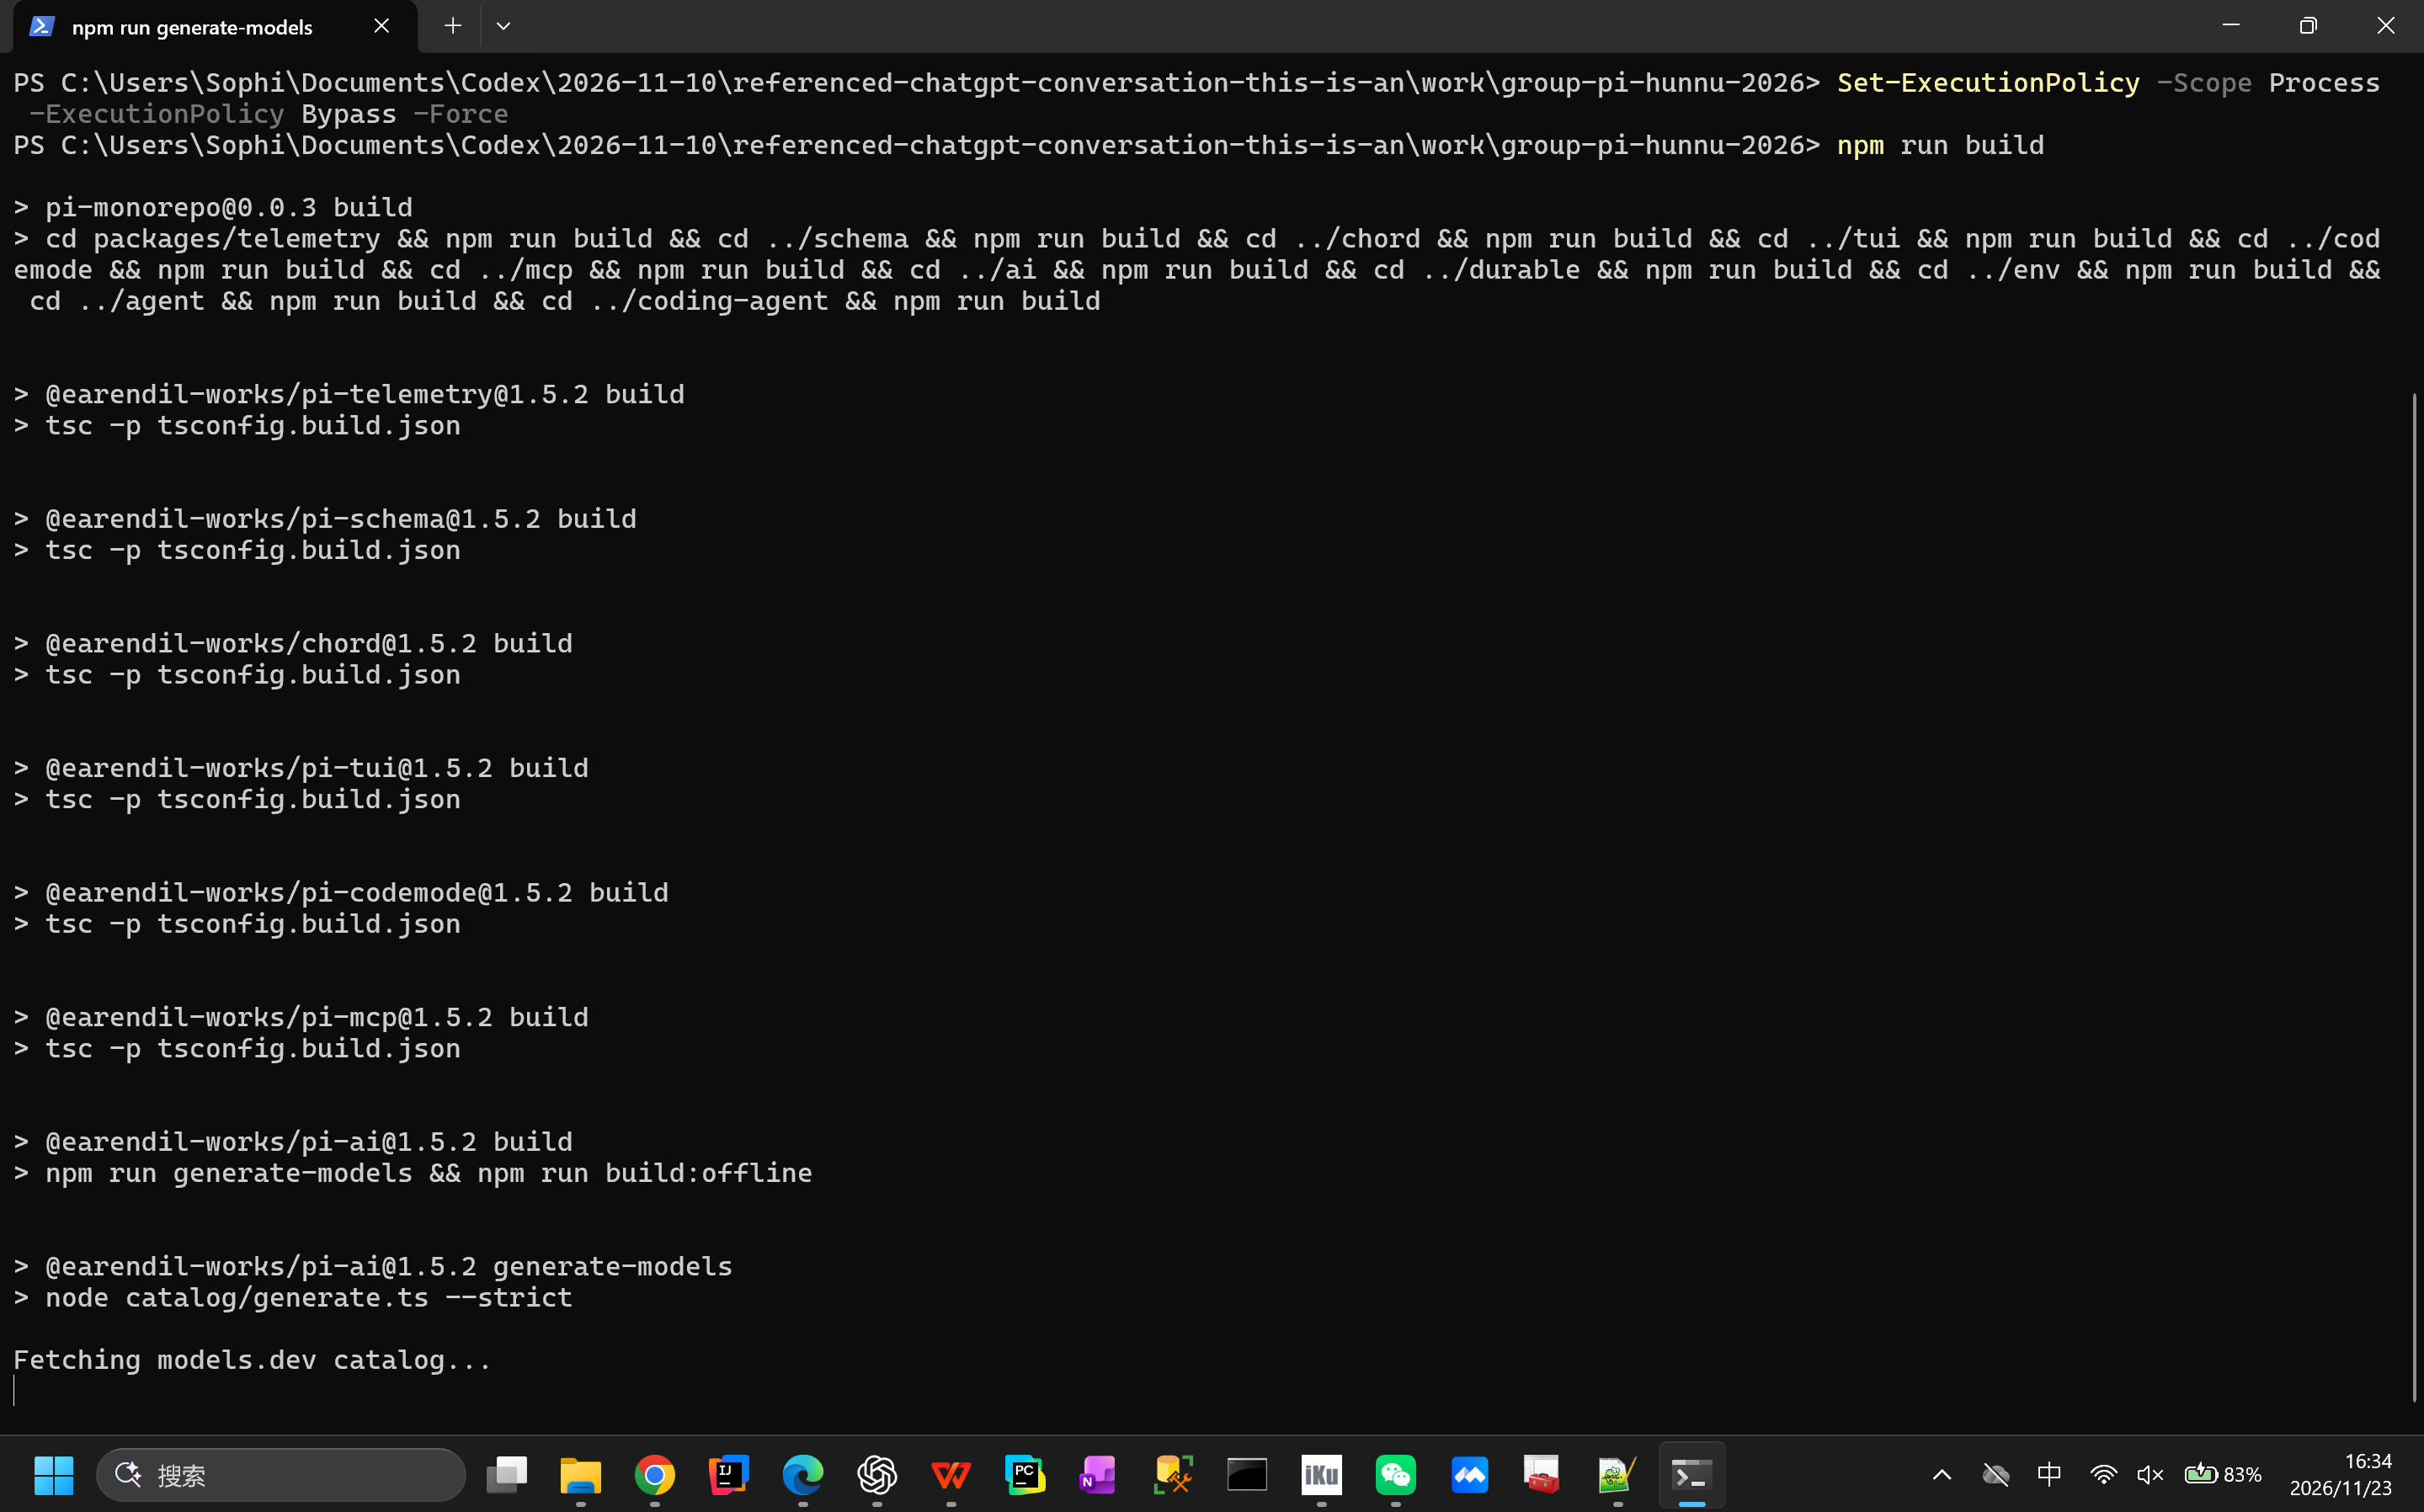 npm run generate-models
PS C:\Users\Sophi\Documents\Codex\2026-11-10\referenced-chatgpt-conversation-this-is-an\work\group-pi-hunnu-2026> Set-ExecutionPolicy -Scope Process
-ExecutionPolicy Bypass -Force
PS C:\Users\Sophi\Documents\Codex\2026-11-10\referenced-chatgpt-conversation-this-is-an\work\group-pi-hunnu-2026> npm run build
> pi-monorepo@0.0.3 build
> cd packages/telemetry && npm run build && cd ../schema && npm run build && cd ../chord && npm run build && cd ../tui && npm run build && cd ../cod
emode && npm run build && cd ../mcp && npm run build && cd ../ai && npm run build && cd ../durable && npm run build && cd ../env && npm run build &&
cd ../agent && npm run build && cd ../coding-agent && npm run build
> @earendil-works/pi-telemetry@1.5.2 build
> tsc -p tsconfig.build.json
> @earendil-works/pi-schema@1.5.2 build
> tsc -p tsconfig.build.json
> @earendil-works/chord@1.5.2 build
> tsc -p tsconfig.build.json
> @earendil-works/pi-tui@1.5.2 build
> tsc -p tsconfig.build.json
> @earendil-works/pi-codemode@1.5.2 build
> tsc -p tsconfig.build.json
> @earendil-works/pi-mcp@1.5.2 build
> tsc -p tsconfig.build.json
> @earendil-works/pi-ai@1.5.2 build
> npm run generate-models && npm run build:offline
> @earendil-works/pi-ai@1.5.2 generate-models
> node catalog/generate.ts --strict
Fetching models.dev catalog...
搜索
IJ
PC
N
iKu
中
83%
16:34
2026/11/23